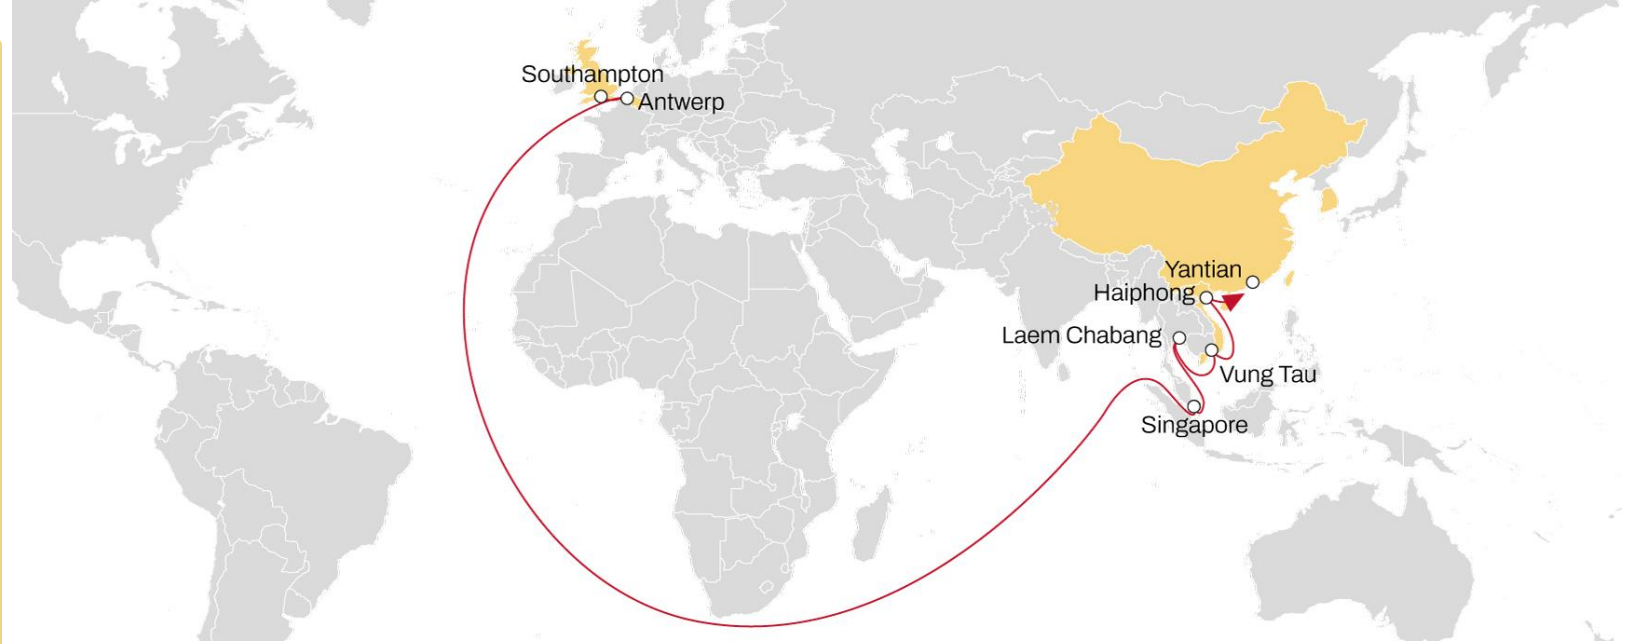 Southampton
Antwerp
Yantian
Haiphong
Laem Chabang
Vung Tau
Singapore